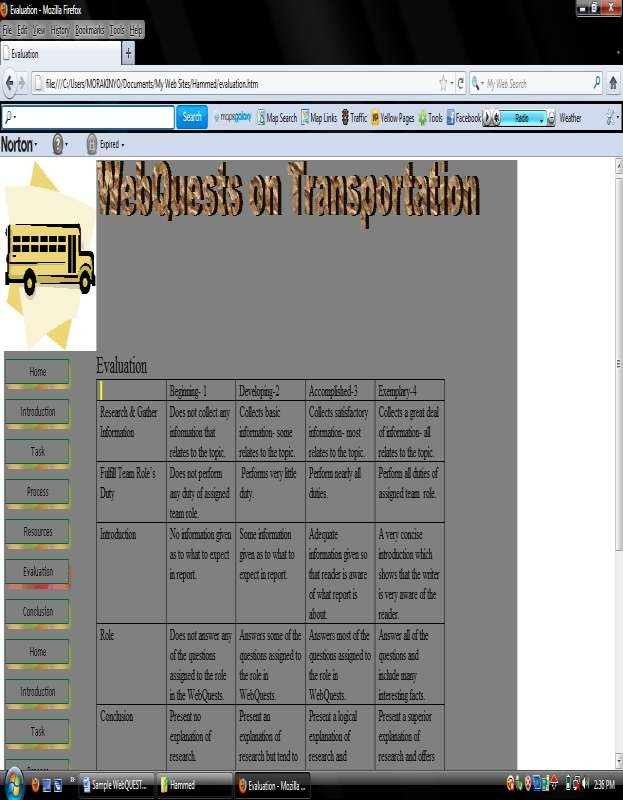 Evaluation - Mozilla Firefox
File Edit View History Bookmarks Tools Help
Evaluation
file:///C:/Users/MORAKINYO/Documents/My Web Sites/Hammed/evaluation.htm
My Web Search
Search mapsgalaxy Map Search Map Links Traffic Yellow Pages Tools Facebook Radio Weather
Norton Expired
WebQuests on Transportation
Home
Introduction
Task
Process
Resources
Evaluation
Conclusion
Home
Introduction
Task
Evaluation
Beginning- 1
Developing-2
Accomplished-3
Exemplary-4
Research & Gather
Information
Does not collect any
information that
relates to the topic.
Collects basic
information- some
relates to the topic.
Collects satisfactory
information- most
relates to the topic.
Collects a great deal
of information- all
relates to the topic.
Fulfill Team Role's
Duty
Does not perform
any duty of assigned
team role.
Performs very little
duty.
Perform nearly all
duties.
Perform all duties of
assigned team role.
Introduction
No information given
as to what to expect
in report.
Some information
given as to what to
expect in report.
Adequate
information given so
that reader is aware
of what report is
about.
A very concise
introduction which
shows that the writer
is very aware of the
reader.
Role
Does not answer any
of the questions
assigned to the role
in the WebQuests.
Answers some of the
questions assigned to
the role in
WebQuests.
Answers most of the
questions assigned to
the role in
WebQuests.
Answer all of the
questions and
include many
interesting facts.
Conclusion
Present no
explanation of
research.
Present an
explanation of
research but tend to
Present a logical
explanation of
research and
Present a superior
explanation of
research and offers
Sample WebQUEST...
Hammed
Evaluation - Mozilla ...
2:36 PM